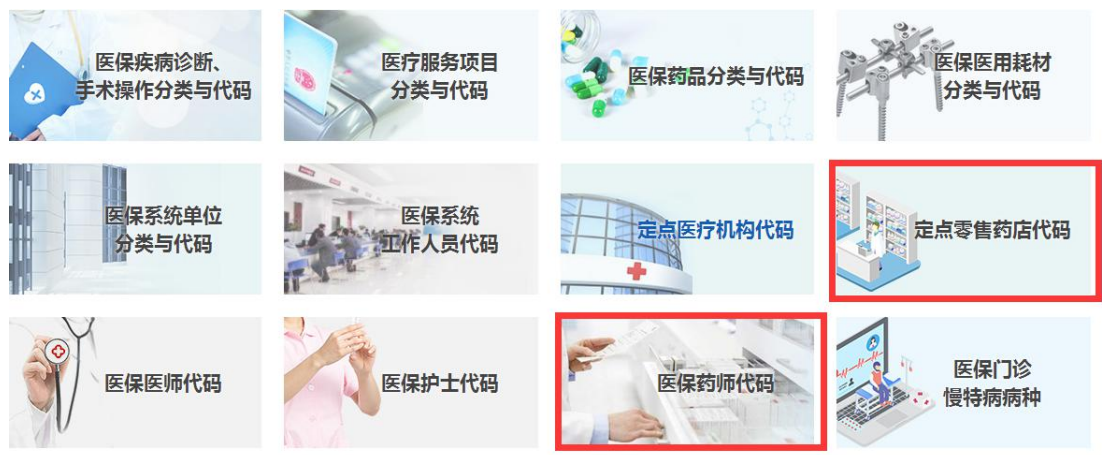 医保疾病诊断、
手术操作分类与代码
医疗服务项目
分类与代码
医保药品分类与代码
医保医用耗材
分类与代码
医保系统单位
分类与代码
医保系统
工作人员代码
定点医疗机构代码
定点零售药店代码
医保医师代码
医保护士代码
医保药师代码
医保门诊
慢特病病种